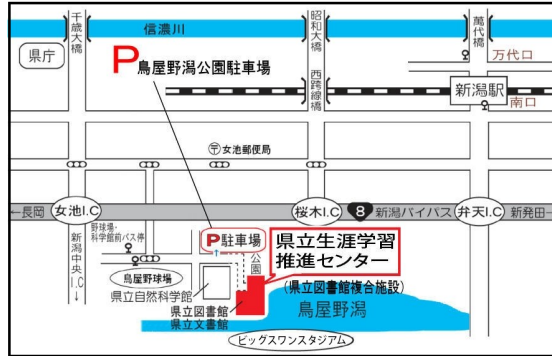 千歳大橋
信濃川
昭和大橋
萬代橋
県庁
P鳥屋野潟公園駐車場
万代口
西跨線橋
新潟駅
南口
〒女池郵便局
←長岡
女池I.C
桜木I.C
8
新潟バイパス
弁天I.C
新発田→
野球場・
科学館前バス停
P駐車場
公園
県立生涯学習
推進センター
新潟中央I.C
↓
鳥屋野球場
県立自然科学館
(県立図書館複合施設)
県立図書館
県立文書館
鳥屋野潟
ビッグスワンスタジアム